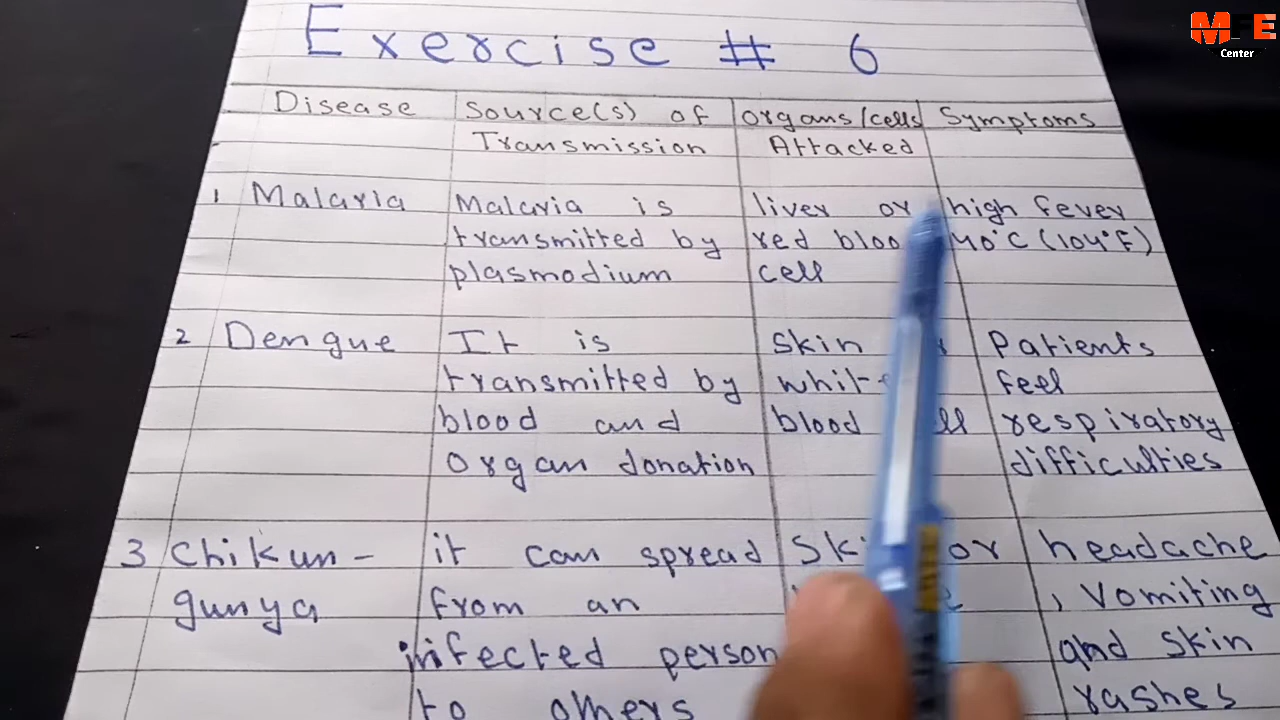 MFE
Center
Exercise # 6
Disease Source(s) of Organs/cells Symptoms
Transmission Attacked
1 Malaria Malaria is liver or high fever
transmitted by red bloo 40°C (104°F)
plasmodium cell
2 Dengue It is Skin Patients
transmitted by white feel
blood and blood respiratory
Organ donation difficulties
3 Chikun- it can spread or headache
gunya from an , vomiting
infected person and skin
to others rashes